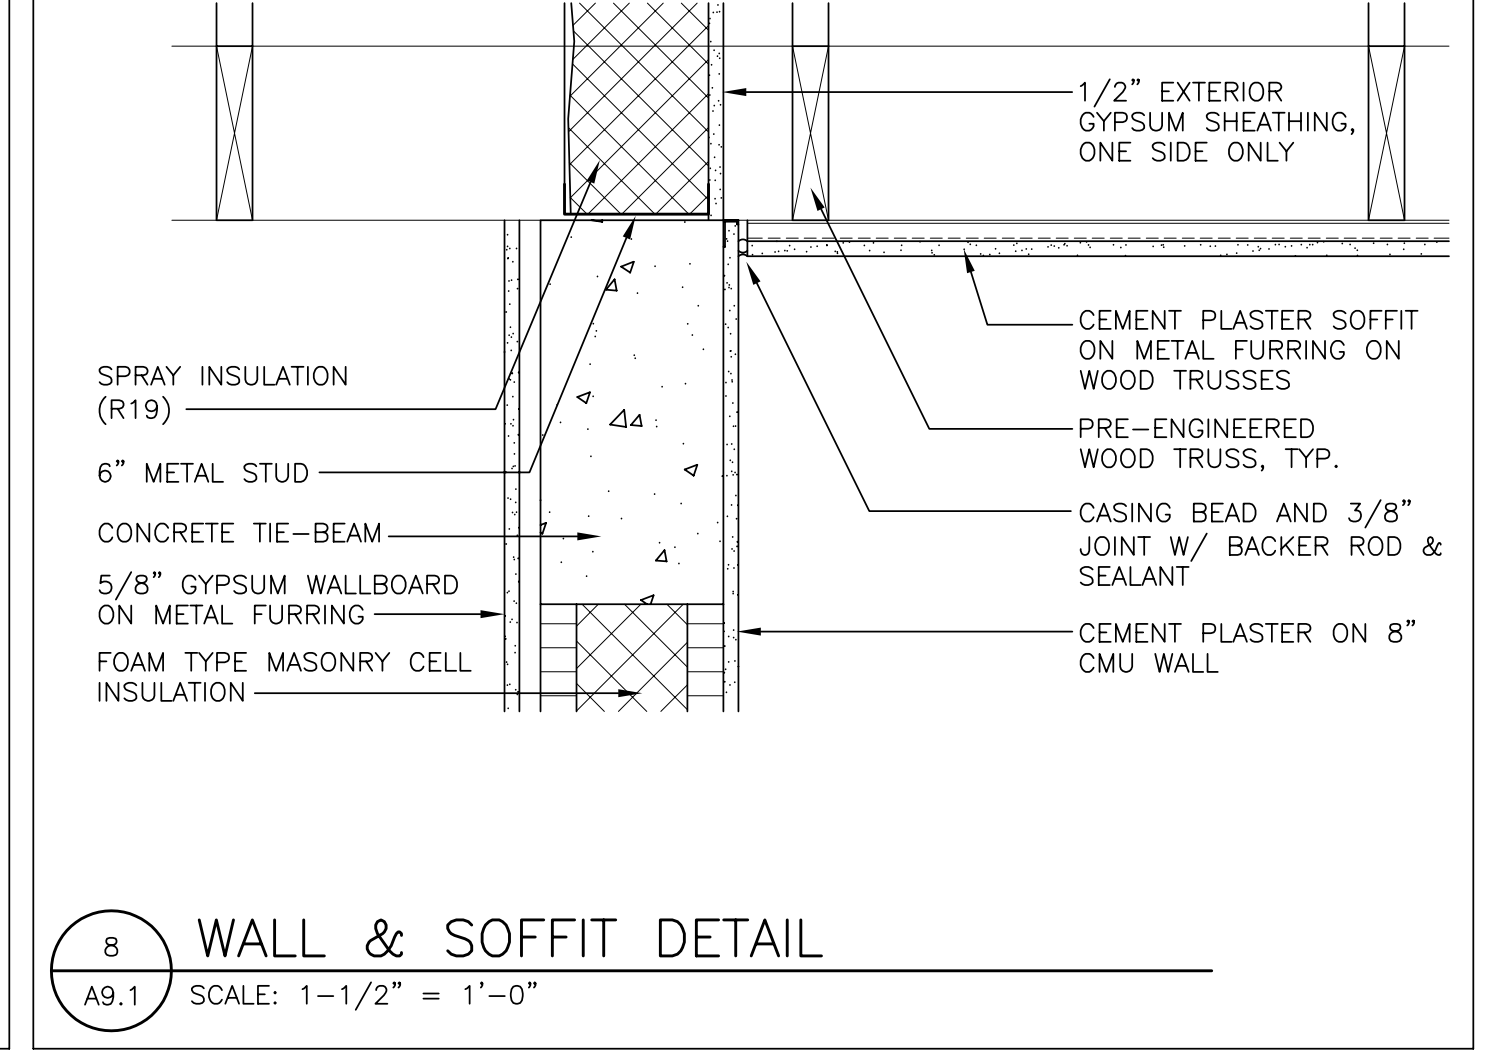 1/2” EXTERIOR
GYPSUM SHEATHING,
ONE SIDE ONLY
CEMENT PLASTER SOFFIT
ON METAL FURRING ON
WOOD TRUSSES
PRE–ENGINEERED
WOOD TRUSS, TYP.
CASING BEAD AND 3/8”
JOINT W/ BACKER ROD &
SEALANT
CEMENT PLASTER ON 8”
CMU WALL
SPRAY INSULATION
(R19)
6” METAL STUD
CONCRETE TIE–BEAM
5/8” GYPSUM WALLBOARD
ON METAL FURRING
FOAM TYPE MASONRY CELL
INSULATION
8
A9.1
WALL & SOFFIT DETAIL
SCALE: 1–1/2” = 1’–0”